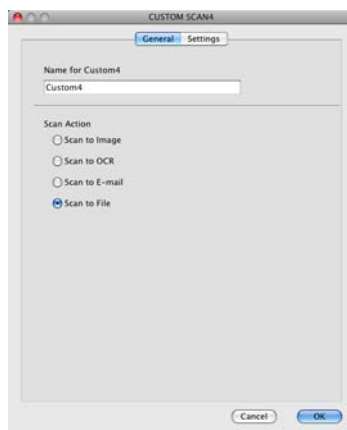 CUSTOM SCAN4
General Settings
Name for Custom4
Custom4
Scan Action
Scan to Image
Scan to OCR
Scan to E-mail
Scan to File
Cancel OK